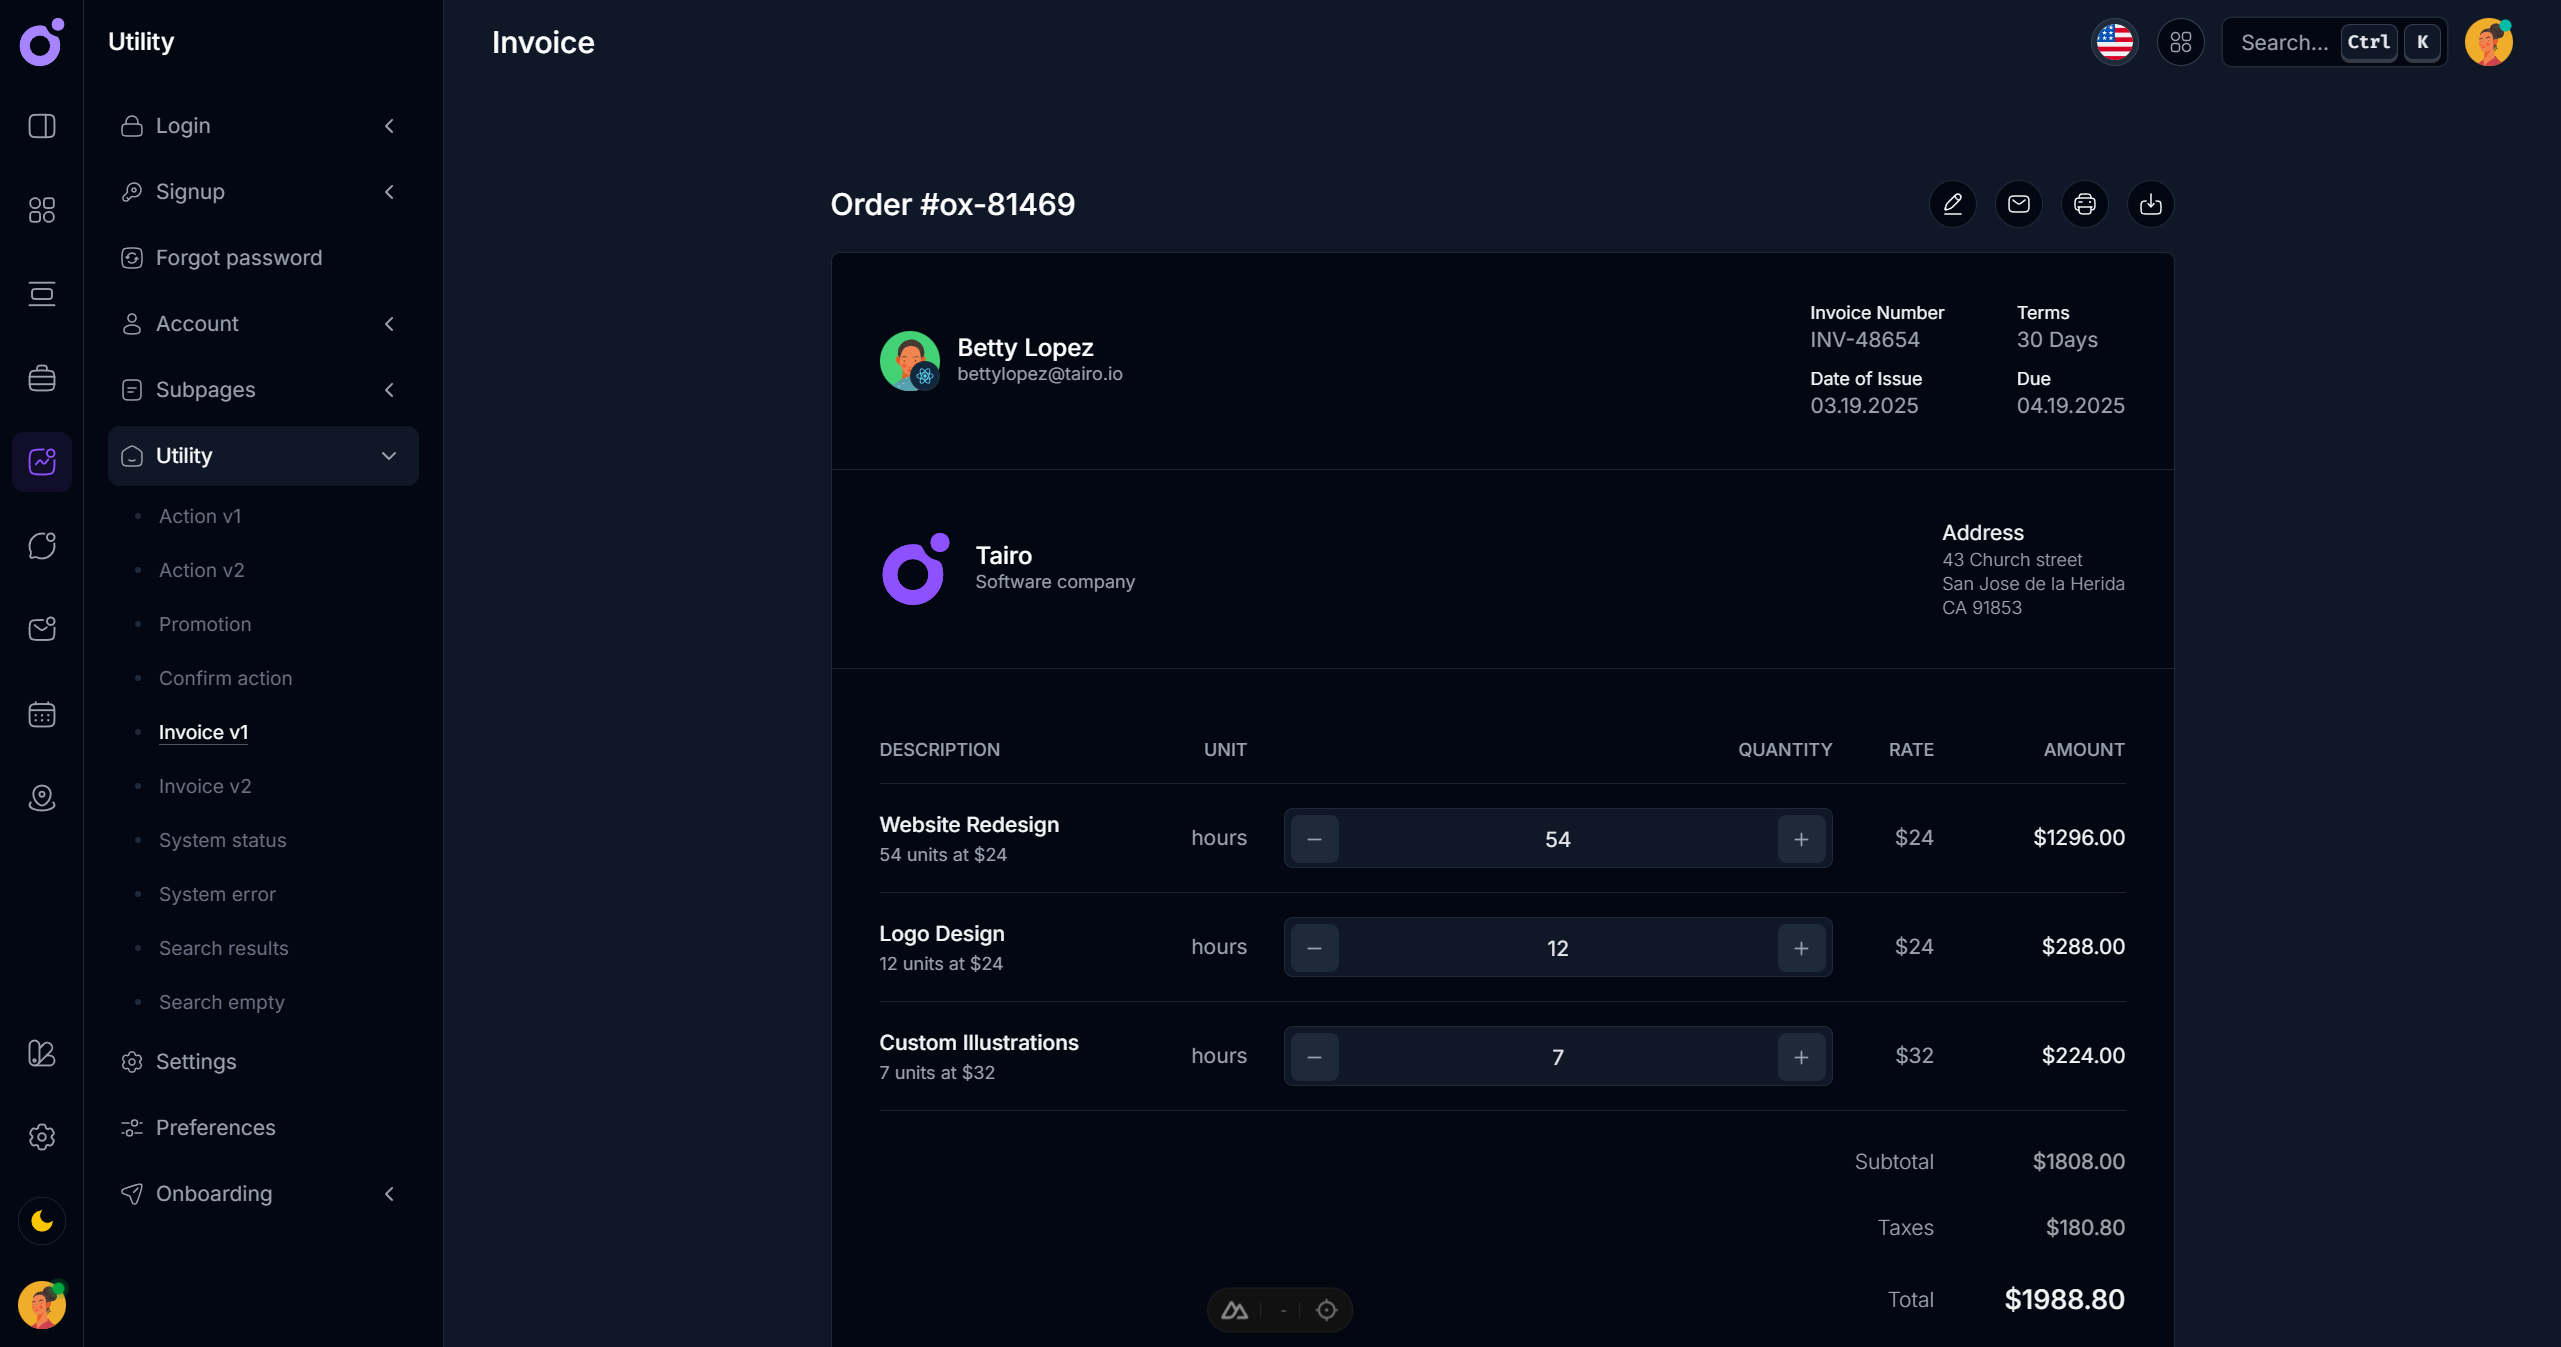 Utility
Login
Signup
Forgot password
Account
Subpages
Utility
Action v1
Action v2
Promotion
Confirm action
Invoice v1
Invoice v2
System status
System error
Search results
Search empty
Settings
Preferences
Onboarding
Invoice
Search... Ctrl K
Order #ox-81469
Betty Lopez
bettylopez@tairo.io
Invoice Number
INV-48654
Terms
30 Days
Date of Issue
03.19.2025
Due
04.19.2025
Tairo
Software company
Address
43 Church street
San Jose de la Herida
CA 91853
DESCRIPTION UNIT QUANTITY RATE AMOUNT
Website Redesign
54 units at $24
hours − 54 + $24 $1296.00
Logo Design
12 units at $24
hours − 12 + $24 $288.00
Custom Illustrations
7 units at $32
hours − 7 + $32 $224.00
Subtotal $1808.00
Taxes $180.80
Total $1988.80
-